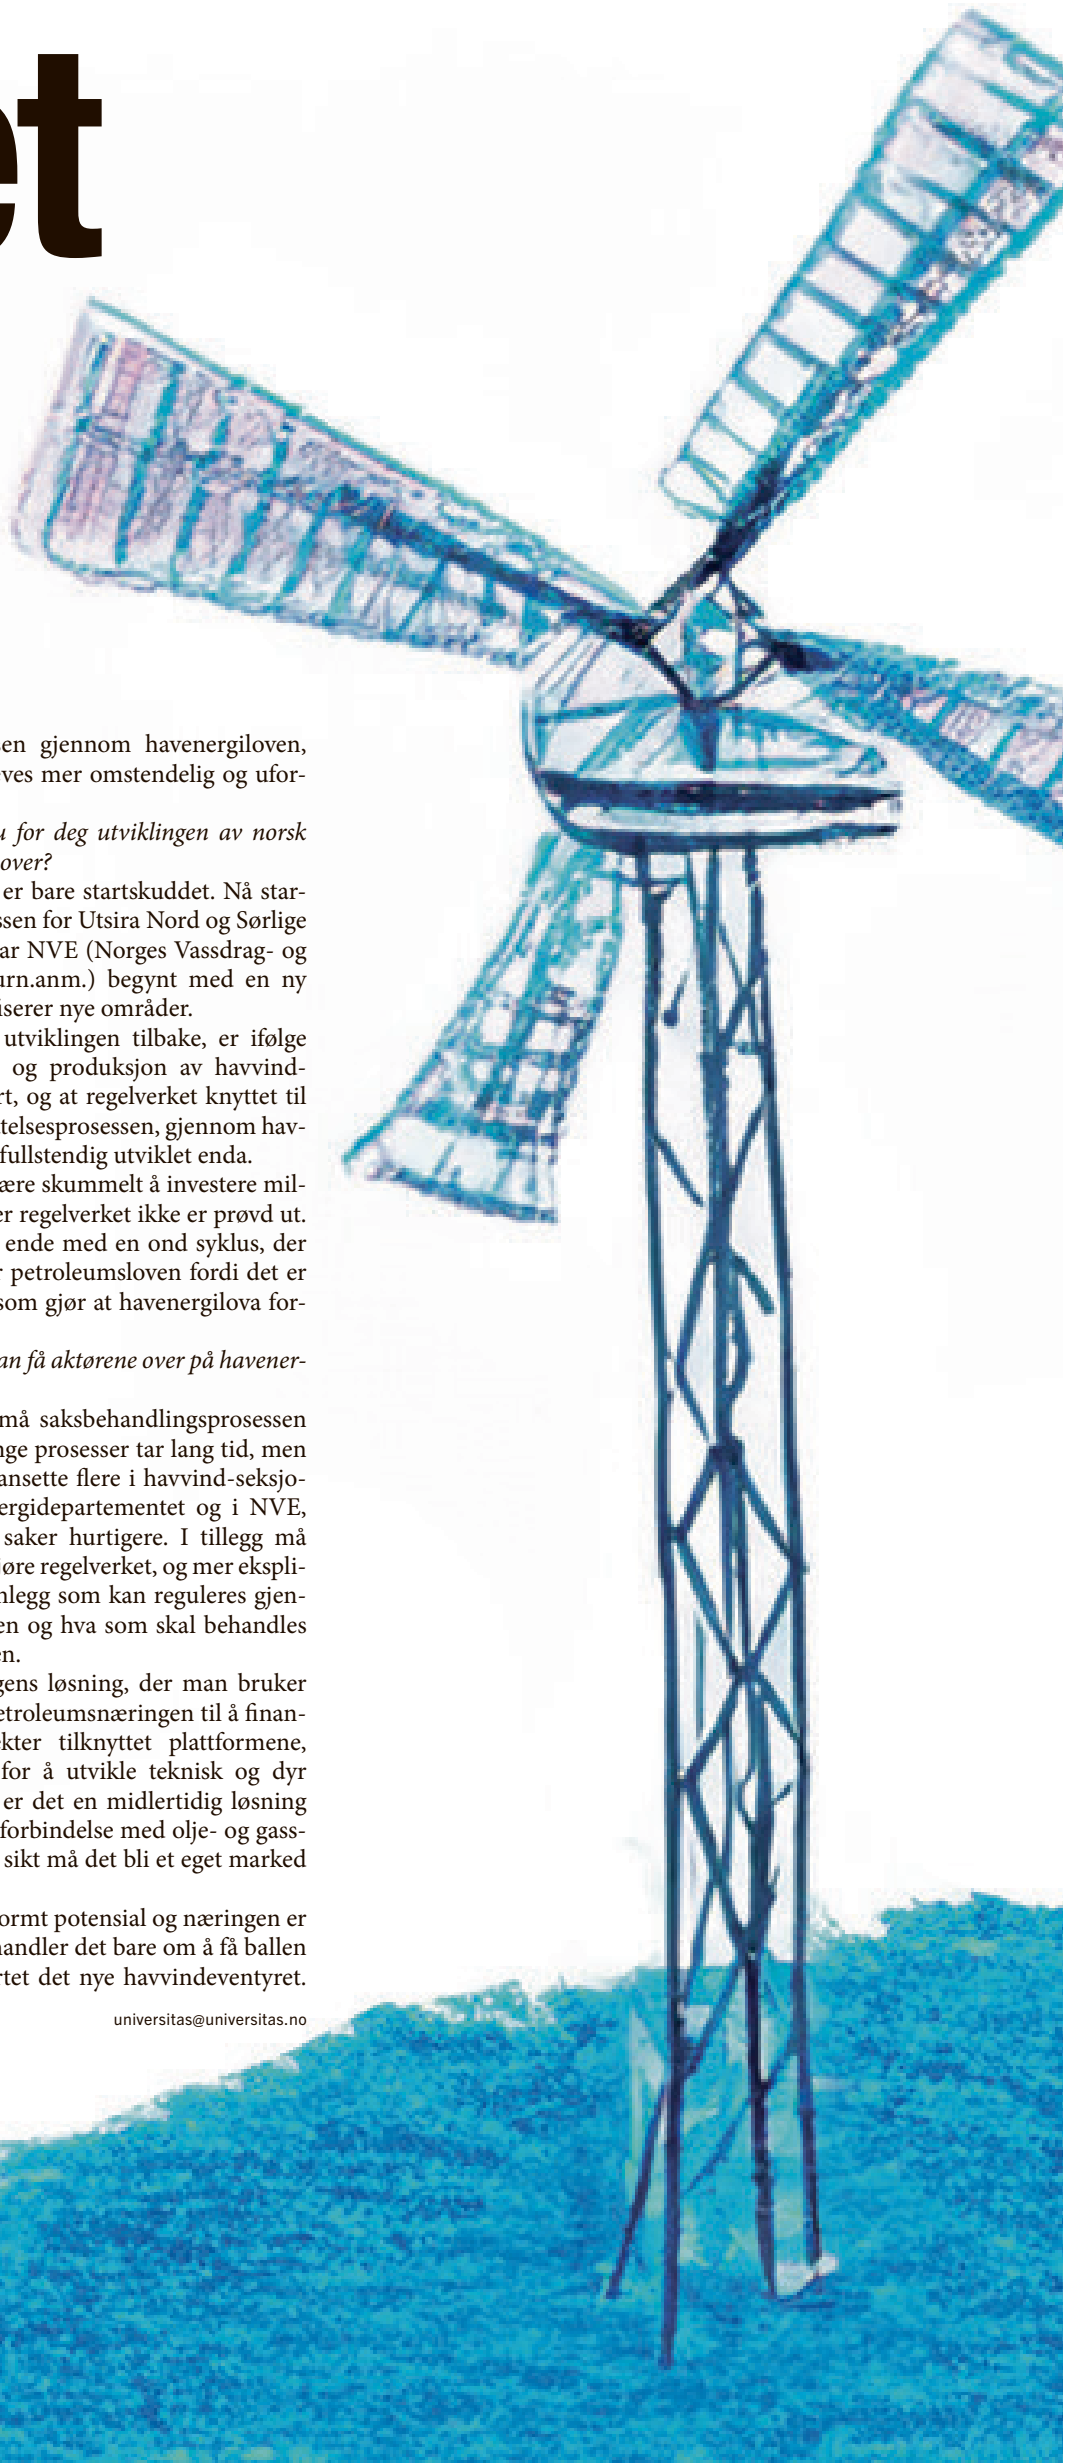 et
en gjennom havenergiloven,
ves mer omstendelig og ufor-
u for deg utviklingen av norsk
over?
er bare startskuddet. Nå star-
ssen for Utsira Nord og Sørlige
ar NVE (Norges Vassdrag- og
urn.anm.) begynt med en ny
iserer nye områder.
utviklingen tilbake, er ifølge
og produksjon av havvind-
rt, og at regelverket knyttet til
telsesprosessen, gjennom hav-
fullstendig utviklet enda.
ære skummelt å investere mil-
er regelverket ikke er prøvd ut.
ende med en ond syklus, der
r petroleumsloven fordi det er
som gjør at havenergilova for-
an få aktørene over på havener-
må saksbehandlingsprosessen
nge prosesser tar lang tid, men
ansette flere i havvind-seksjo-
ergidepartementet og i NVE,
saker hurtigere. I tillegg må
jøre regelverket, og mer ekspli-
nlegg som kan reguleres gjen-
en og hva som skal behandles
en.
gens løsning, der man bruker
etroleumsnæringen til å finan-
kter tilknyttet plattformene,
for å utvikle teknisk og dyr
er det en midlertidig løsning
forbindelse med olje- og gass-
sikt må det bli et eget marked
ormt potensial og næringen er
handler det bare om å få ballen
rtet det nye havvindeventyret.
universitas@universitas.no